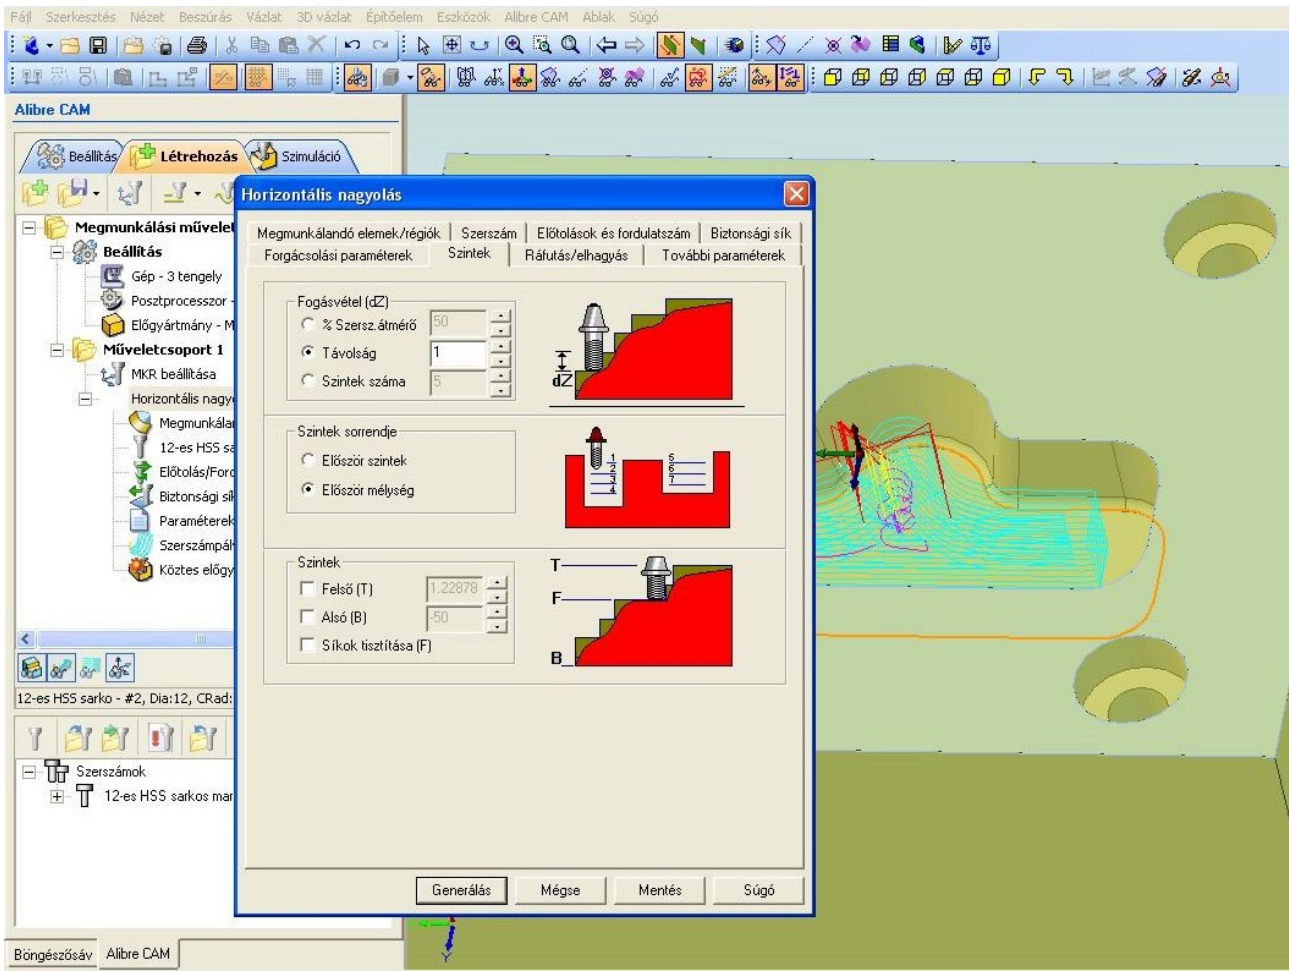 Fájl Szerkesztés Nézet Beszúrás Vázlat 3D vázlat Építőelem Eszközök Alibre CAM Ablak Súgó
Alibre CAM
Beállítás Létrehozás Szimuláció
Megmunkálási művelet
Beállítás
Gép - 3 tengely
Posztprocesszor -
Előgyártmány - M
Műveletcsoport 1
MKR beállítása
Horizontális nagy
Megmunkála
12-es HSS sa
Előtolás/Ford
Biztonsági sík
Paraméterek
Szerszámpál
Köztes előgy
12-es HSS sarko - #2, Dia:12, CRad:
Szerszámok
12-es HSS sarkos mar
Böngészősáv Alibre CAM
Horizontális nagyolás
Megmunkálandó elemek/régiók Szerszám Előtolások és fordulatszám Biztonsági sík
Forgácsolási paraméterek Szintek Ráfutás/elhagyás További paraméterek
Fogásvétel (dZ)
% Szersz.átmérő 50
Távolság 1
Szintek száma 5
dZ
Szintek sorrendje
Először szintek
Először mélység
1 5
2 6
3 7
4
Szintek
Felső (T) 1.22878
Alsó (B) -50
Síkok tisztítása (F)
T
F
B
Generálás Mégse Mentés Súgó
Y